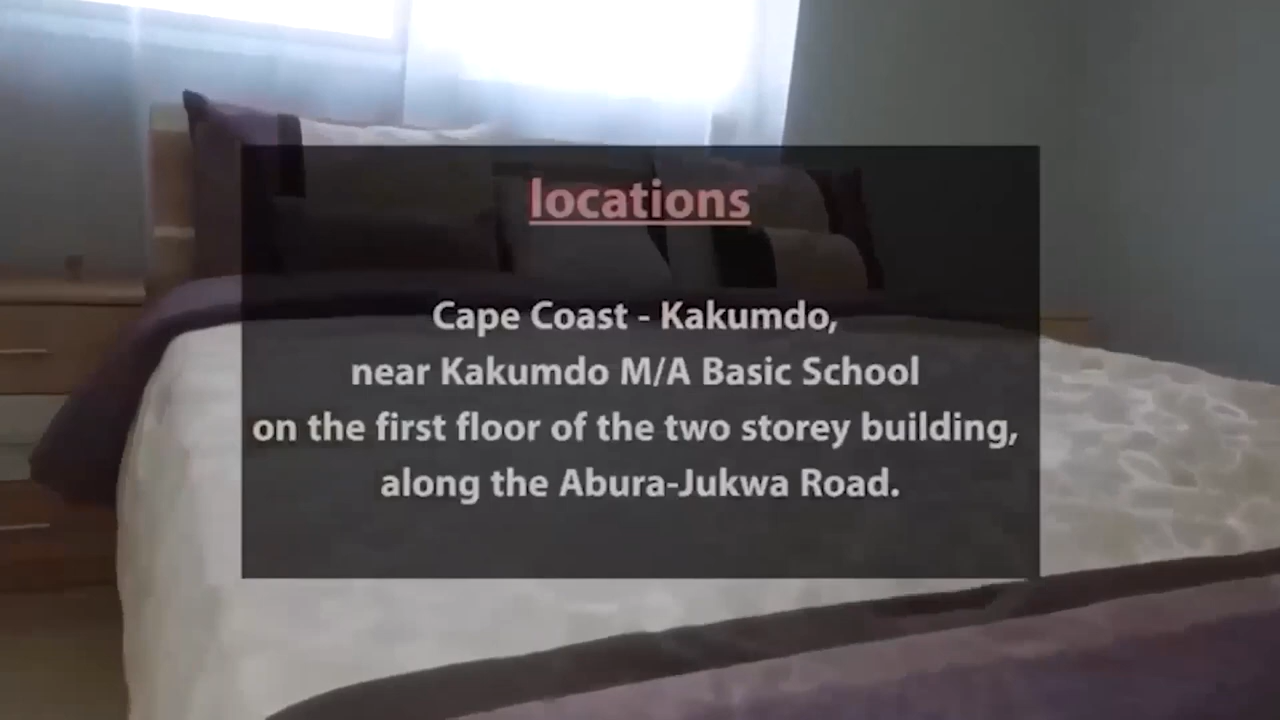 locations
Cape Coast - Kakumdo,
near Kakumdo M/A Basic School
on the first floor of the two storey building,
along the Abura-Jukwa Road.